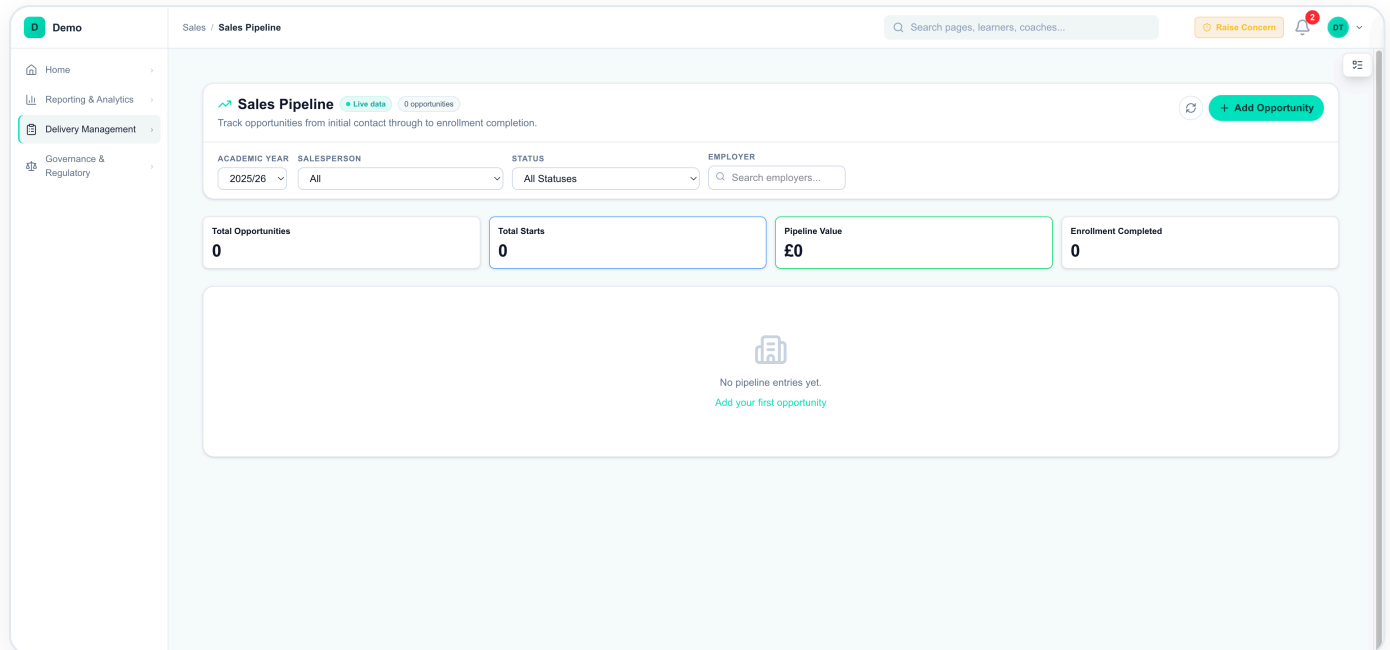 D Demo
Sales / Sales Pipeline
Search pages, learners, coaches...
Raise Concern
2
DT
Home
Reporting & Analytics
Delivery Management
Governance &
Regulatory
Sales Pipeline
Live data
0 opportunities
Track opportunities from initial contact through to enrollment completion.
+ Add Opportunity
ACADEMIC YEAR
2025/26
SALESPERSON
All
STATUS
All Statuses
EMPLOYER
Search employers...
Total Opportunities
0
Total Starts
0
Pipeline Value
£0
Enrollment Completed
0
No pipeline entries yet.
Add your first opportunity